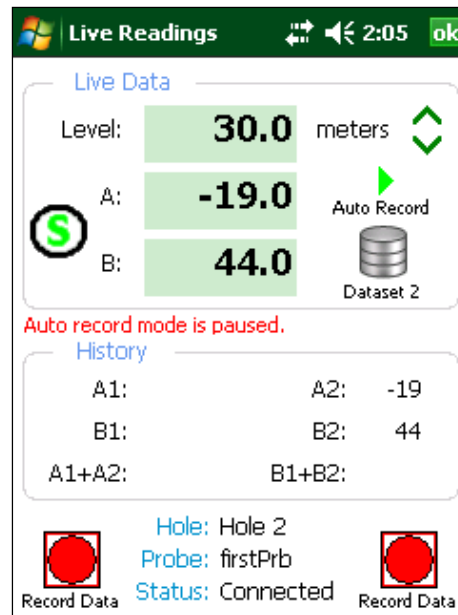 Live Readings 2:05 ok
Live Data
Level: 30.0 meters
A: -19.0
Auto Record
S
B: 44.0
Dataset 2
Auto record mode is paused.
History
A1: A2: -19
B1: B2: 44
A1+A2: B1+B2:
Hole: Hole 2
Probe: firstPrb
Status: Connected
Record Data Record Data